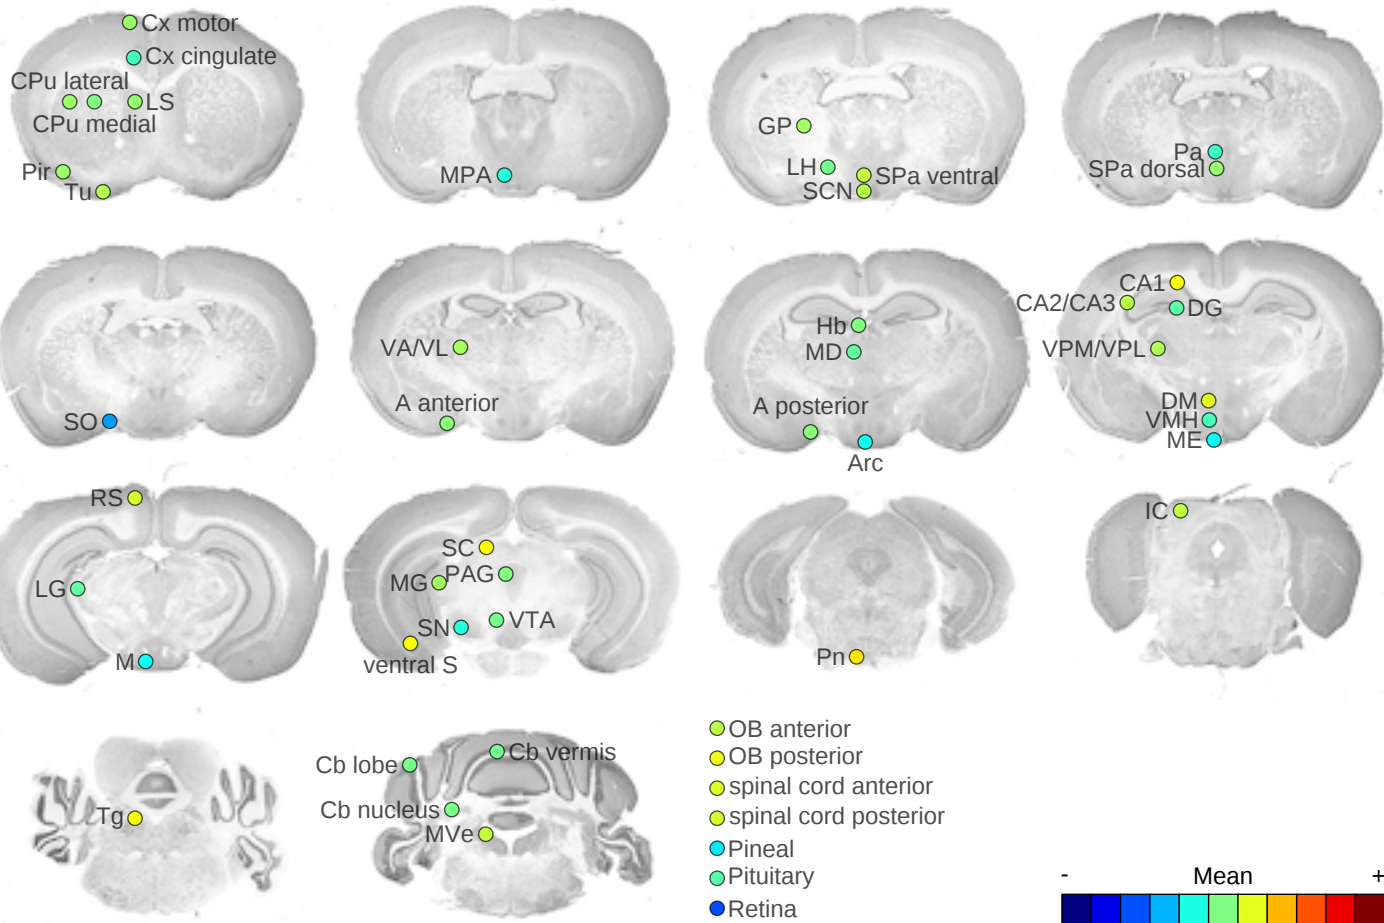 Cx motor
Cx cingulate
CPu lateral
LS
CPu medial
Pir
Tu
MPA
GP
LH
SPa ventral
SCN
Pa
SPa dorsal
SO
VA/VL
A anterior
Hb
MD
A posterior
Arc
CA1
CA2/CA3
DG
VPM/VPL
DM
VMH
ME
RS
LG
M
SC
MG
PAG
SN
VTA
ventral S
Pn
IC
Tg
Cb lobe
Cb vermis
Cb nucleus
MVe
OB anterior
OB posterior
spinal cord anterior
spinal cord posterior
Pineal
Pituitary
Retina
- Mean +